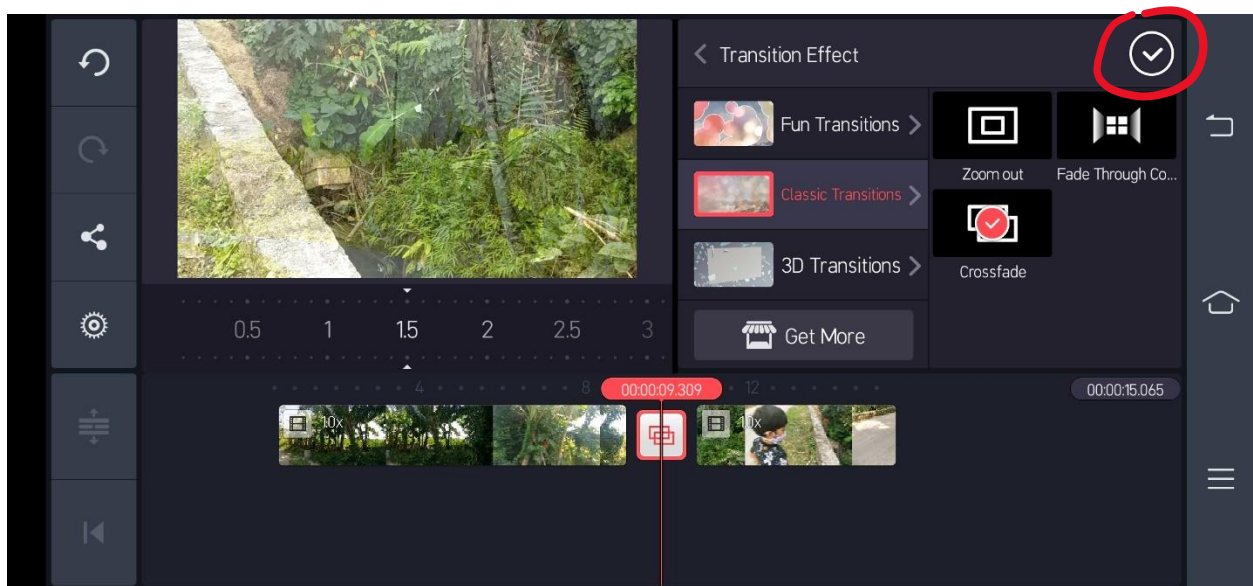 Transition Effect
Fun Transitions
Zoom out
Fade Through Co...
Classic Transitions
3D Transitions
Crossfade
Get More
0.5 1 1.5 2 2.5 3
4 8 00:00:09.309 12 00:00:15.065
10x 10x